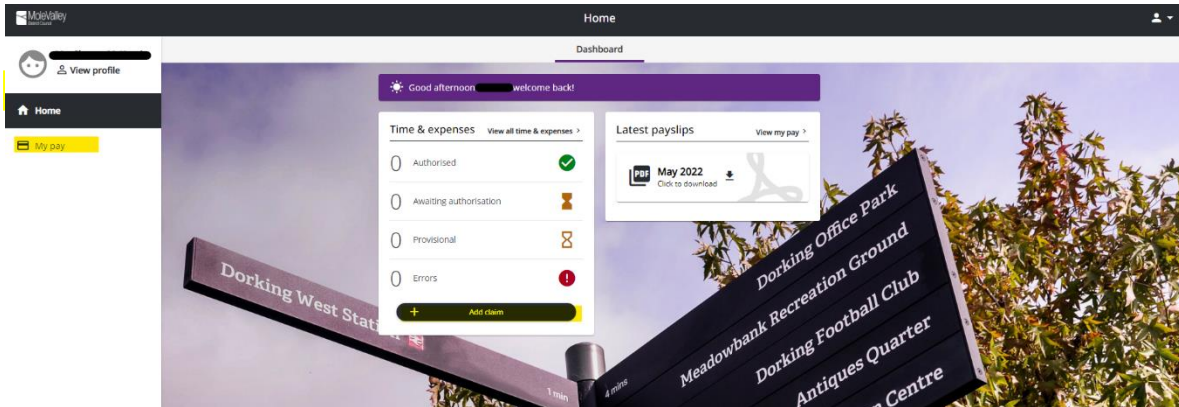 MoleValley
District Council
Home
View profile
Home
My pay
Dashboard
Good afternoon welcome back!
Time & expenses View all time & expenses >
0 Authorised
0 Awaiting authorisation
0 Provisional
0 Errors
+ Add claim
Latest payslips View my pay >
PDF May 2022
Click to download
Dorking West Stati
1 min
4 mins
Dorking Office Park
Meadowbank Recreation Ground
Dorking Football Club
Antiques Quarter
Centre